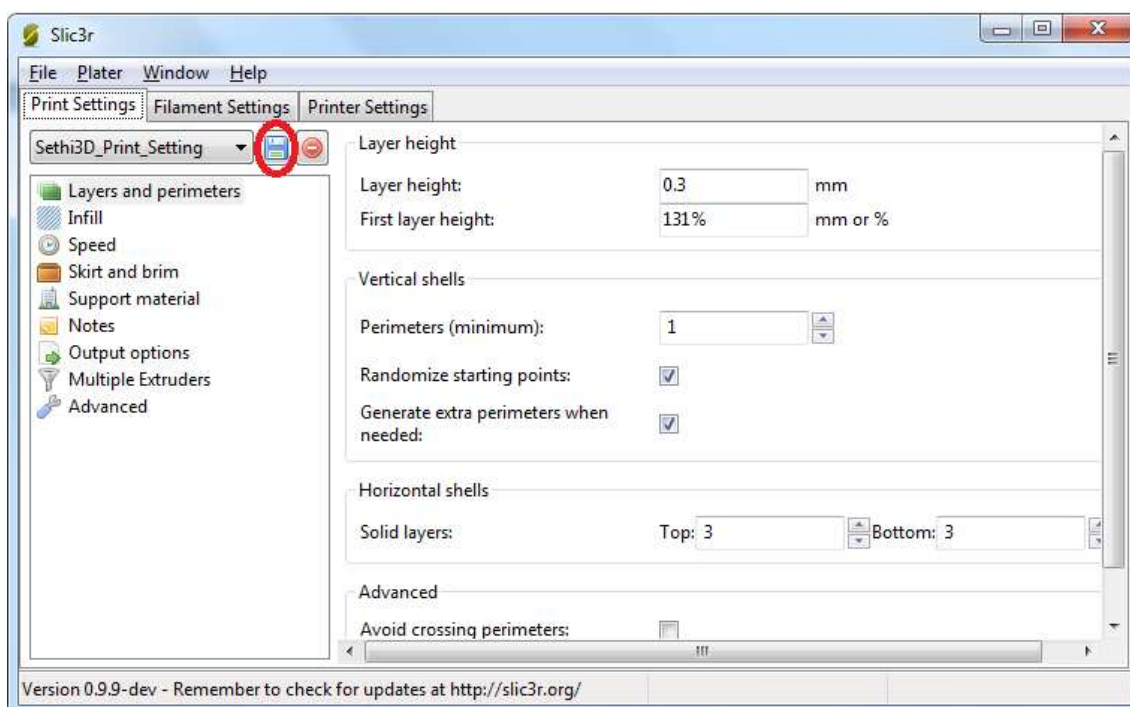 Slic3r
File Plater Window Help
Print Settings Filament Settings Printer Settings
Sethi3D_Print_Setting
Layers and perimeters
Infill
Speed
Skirt and brim
Support material
Notes
Output options
Multiple Extruders
Advanced
Layer height
Layer height: 0.3 mm
First layer height: 131% mm or %
Vertical shells
Perimeters (minimum): 1
Randomize starting points:
Generate extra perimeters when
needed:
Horizontal shells
Solid layers: Top: 3 Bottom: 3
Advanced
Avoid crossing perimeters:
Version 0.9.9-dev - Remember to check for updates at http://slic3r.org/